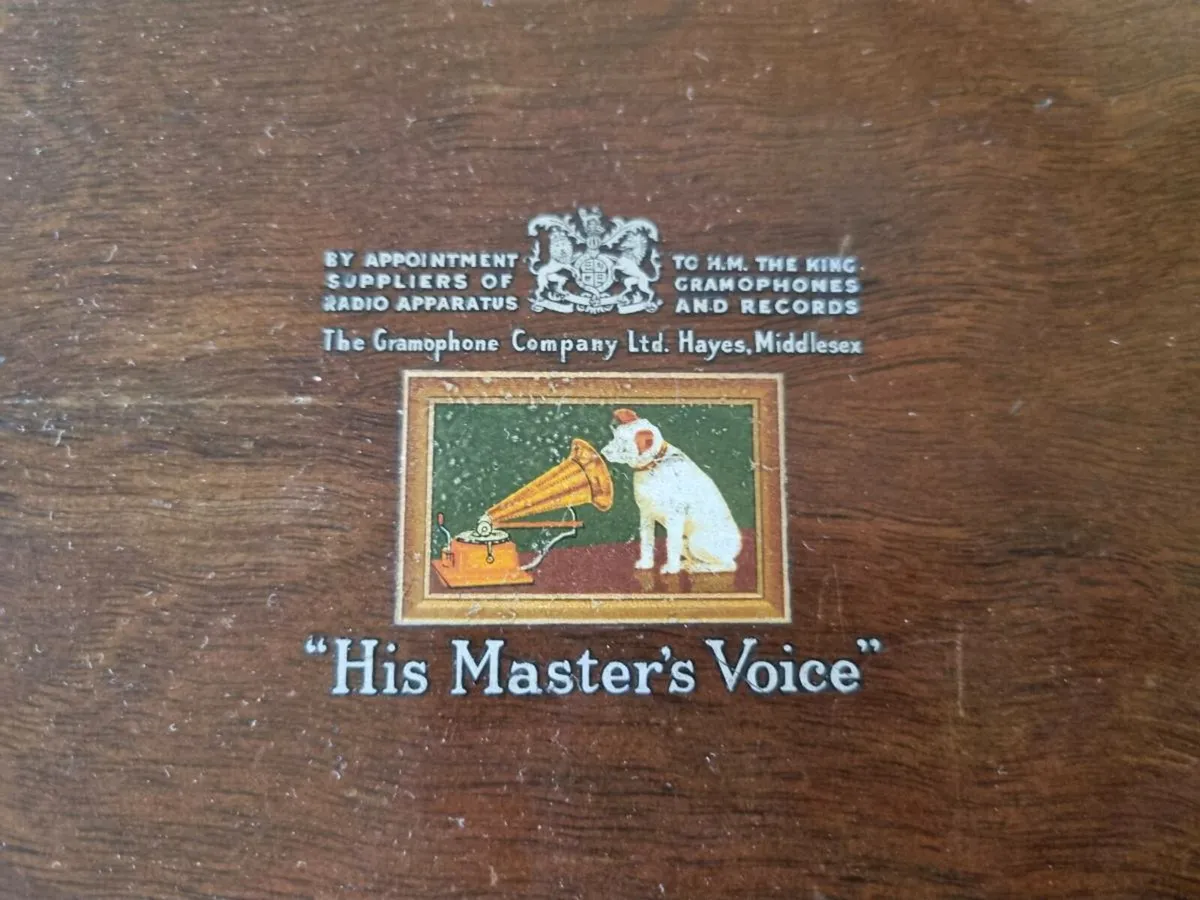 BY APPOINTMENT TO H.M. THE KING
SUPPLIERS OF GRAMOPHONES
RADIO APPARATUS AND RECORDS
The Gramophone Company Ltd. Hayes, Middlesex
“His Master's Voice”